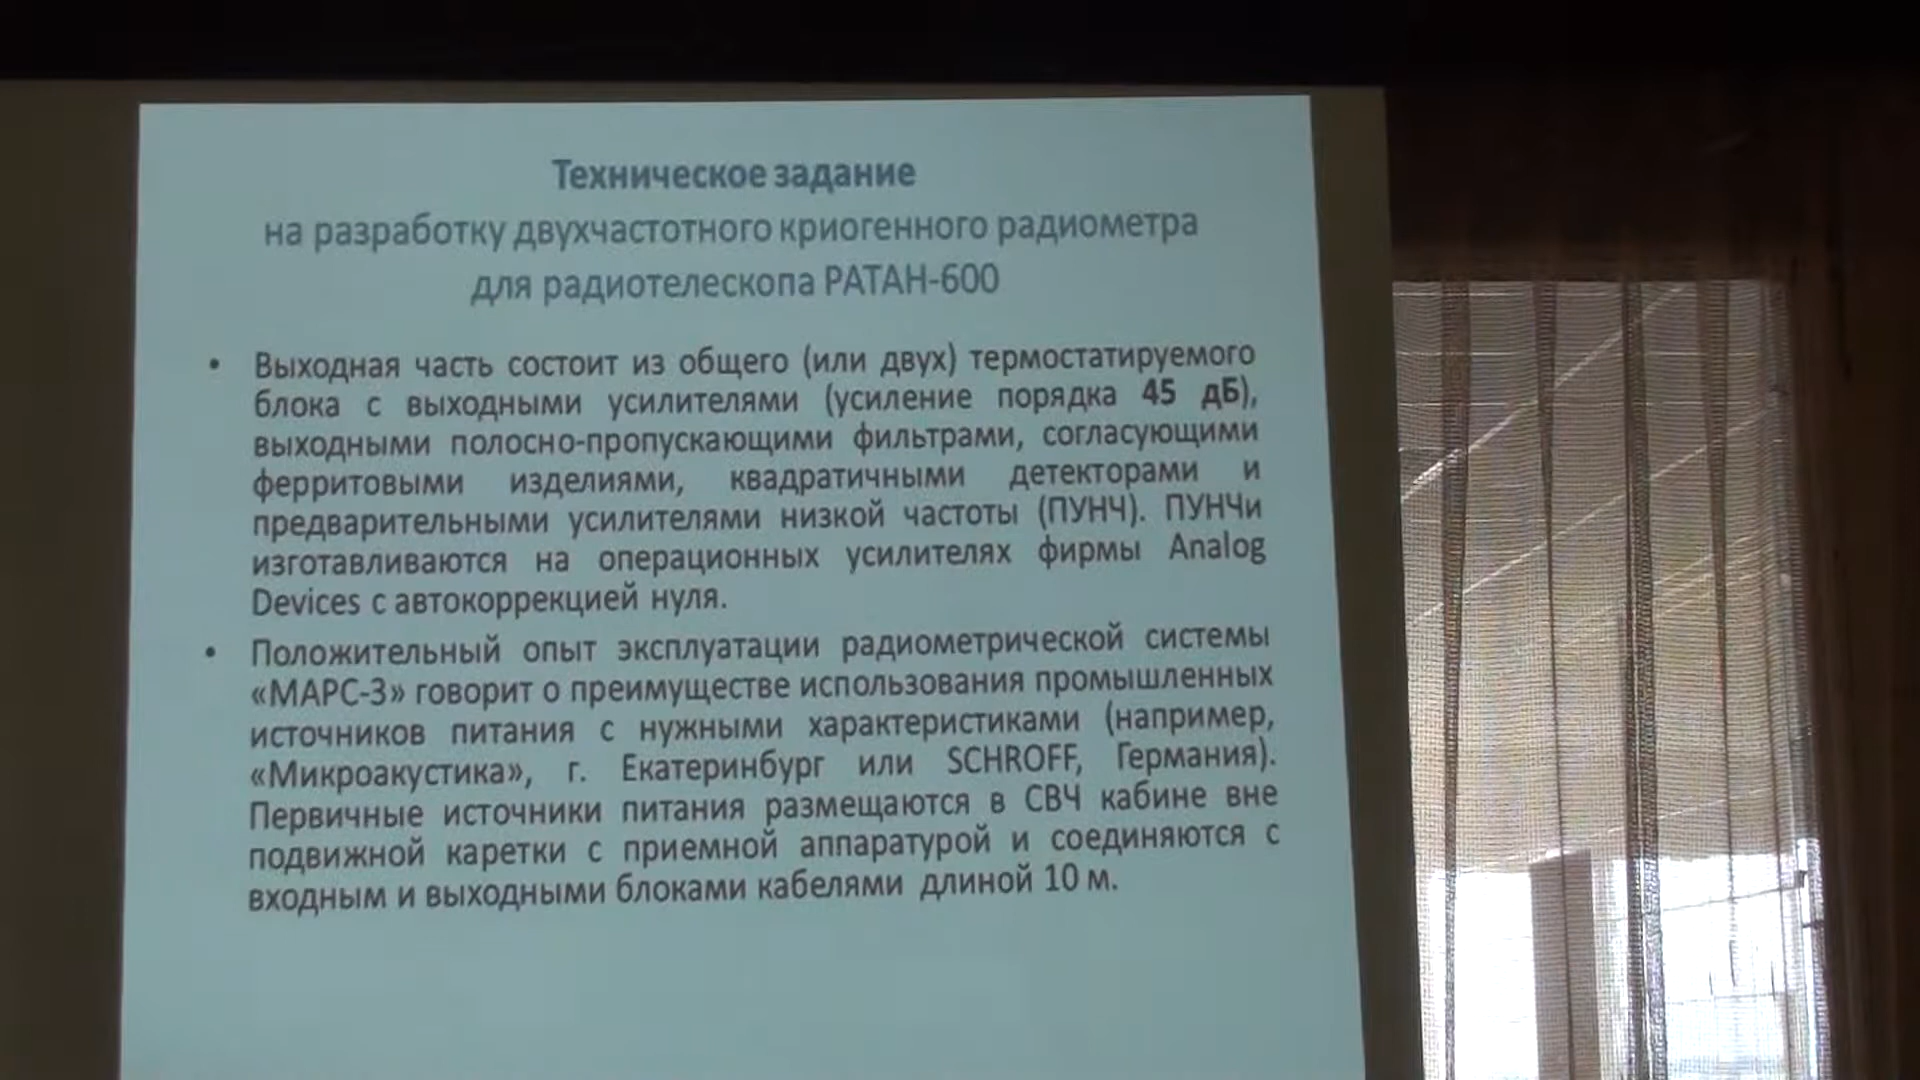 Техническое задание
на разработку двухчастотного криогенного радиометра
для радиотелескопа РАТАН-600
• Выходная часть состоит из общего (или двух) термостатируемого
блока с выходными усилителями (усиление порядка 45 дБ),
выходными полосно-пропускающими фильтрами, согласующими
ферритовыми изделиями, квадратичными детекторами и
предварительными усилителями низкой частоты (ПУНЧ). ПУНЧи
изготавливаются на операционных усилителях фирмы Analog
Devices с автокоррекцией нуля.
• Положительный опыт эксплуатации радиометрической системы
«МАРС-3» говорит о преимуществе использования промышленных
источников питания с нужными характеристиками (например,
«Микроакустика», г. Екатеринбург или SCHROFF, Германия).
Первичные источники питания размещаются в СВЧ кабине вне
подвижной каретки с приемной аппаратурой и соединяются с
входным и выходными блоками кабелями длиной 10 м.